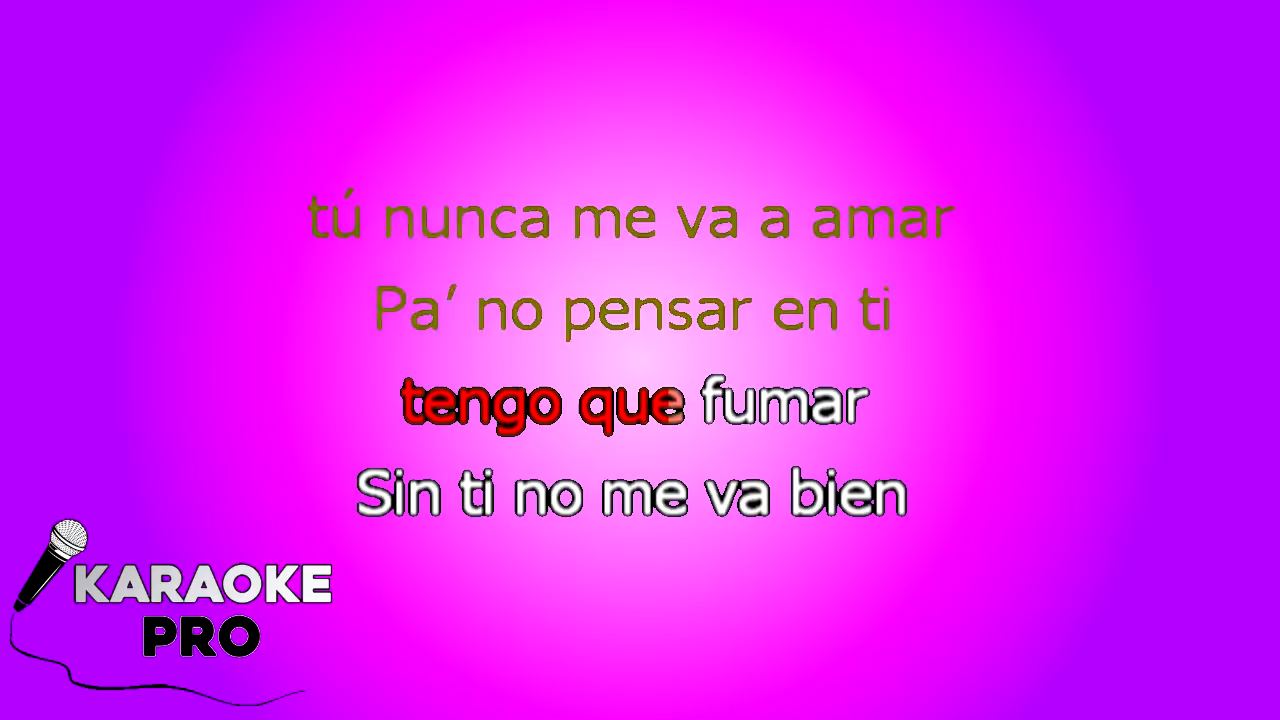 tú nunca me va a amar
Pa’ no pensar en ti
tengo que fumar
Sin ti no me va bien
KARAOKE
PRO